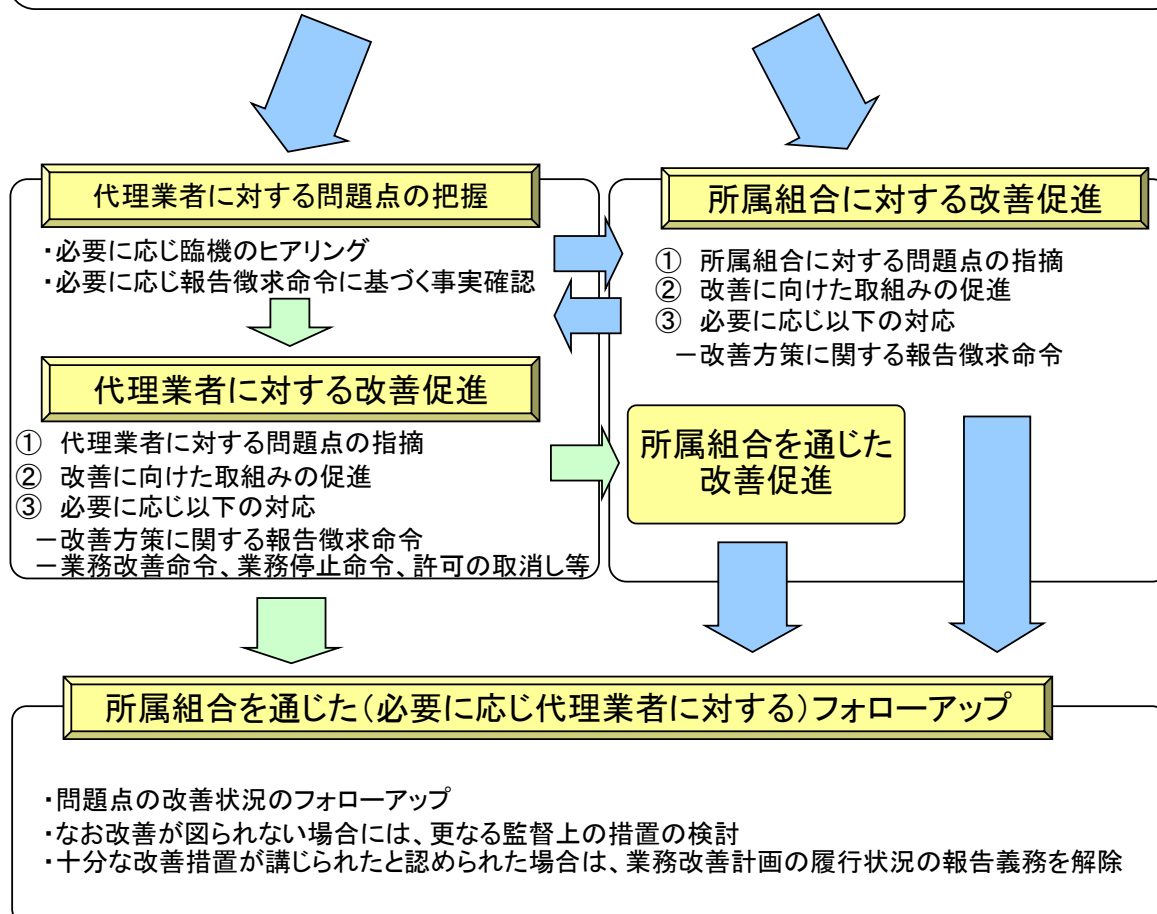 代理業者に対する問題点の把握
・必要に応じ臨機のヒアリング
・必要に応じ報告徴求命令に基づく事実確認
代理業者に対する改善促進
① 代理業者に対する問題点の指摘
② 改善に向けた取組みの促進
③ 必要に応じ以下の対応
－改善方策に関する報告徴求命令
－業務改善命令、業務停止命令、許可の取消し等
所属組合に対する改善促進
① 所属組合に対する問題点の指摘
② 改善に向けた取組みの促進
③ 必要に応じ以下の対応
－改善方策に関する報告徴求命令
所属組合を通じた
改善促進
所属組合を通じた（必要に応じ代理業者に対する）フォローアップ
・問題点の改善状況のフォローアップ
・なお改善が図られない場合には、更なる監督上の措置の検討
・十分な改善措置が講じられたと認められた場合は、業務改善計画の履行状況の報告義務を解除